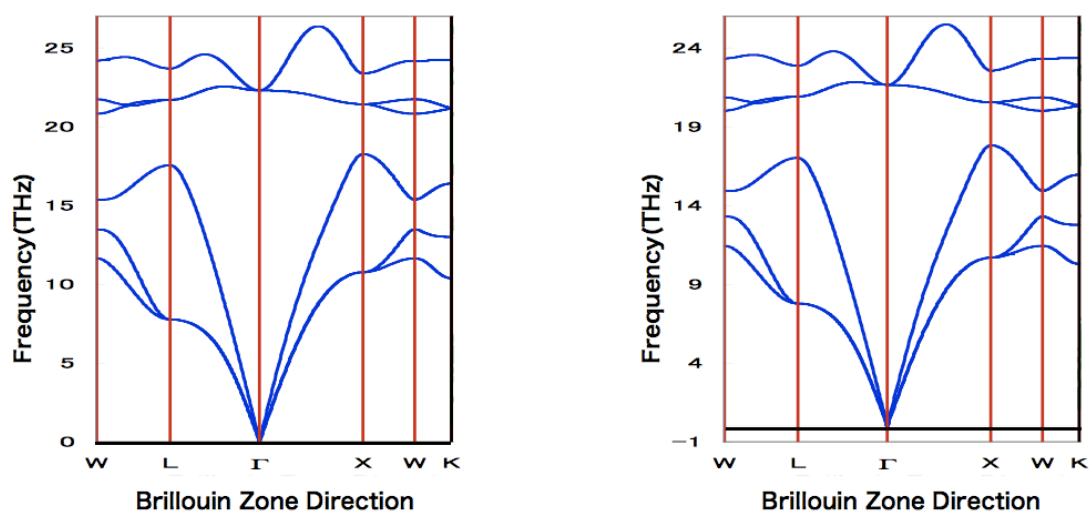 25
20
15
10
5
0
Frequency(THz)
W L Γ X W K
Brillouin Zone Direction
24
19
14
9
4
−1
Frequency(THz)
W L Γ X W K
Brillouin Zone Direction